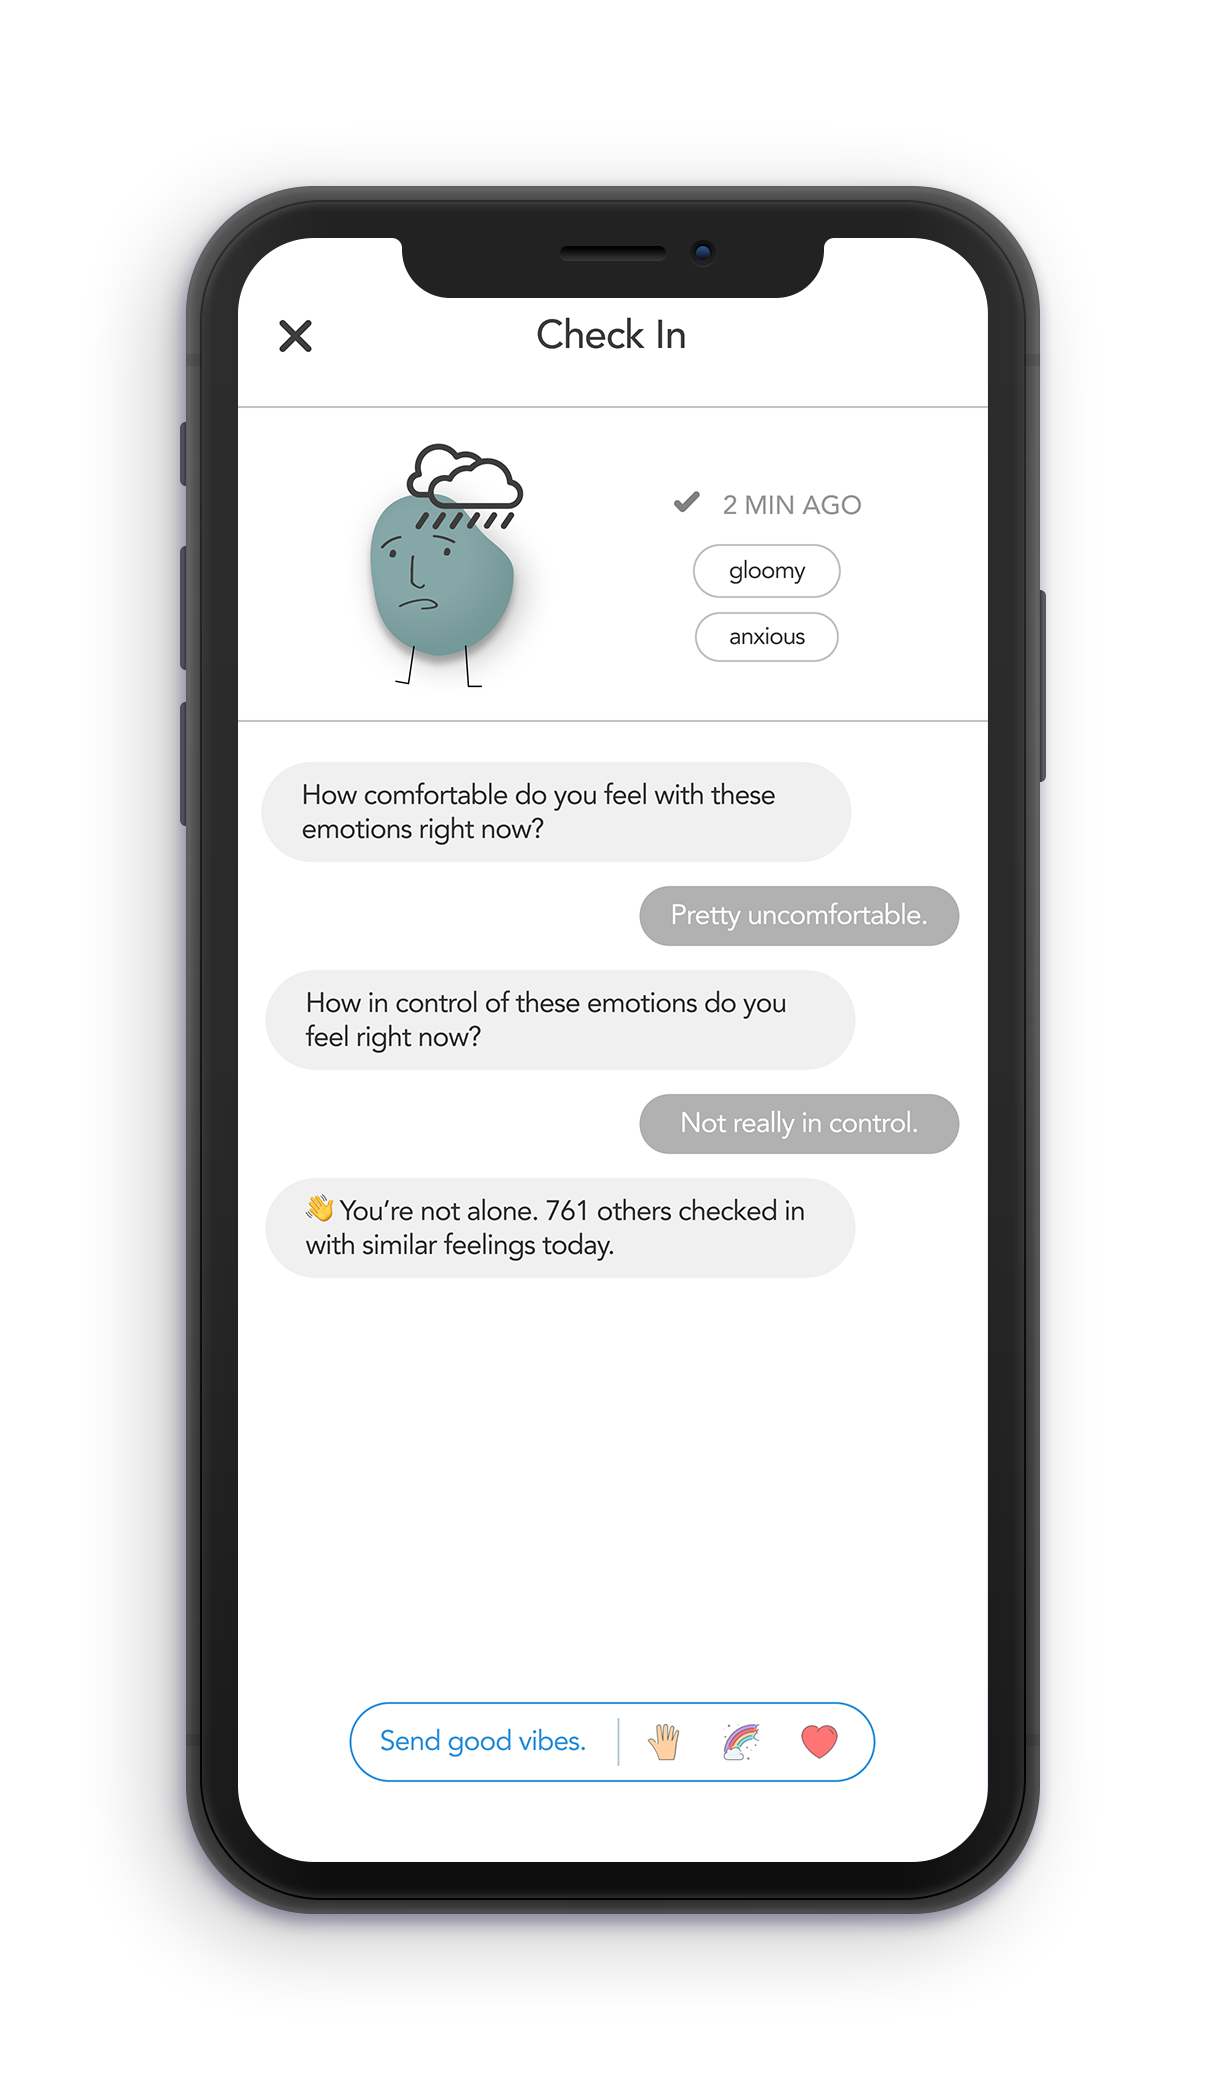 Check In
2 MIN AGO
gloomy
anxious
How comfortable do you feel with these
emotions right now?
Pretty uncomfortable.
How in control of these emotions do you
feel right now?
Not really in control.
👋 You’re not alone. 761 others checked in
with similar feelings today.
Send good vibes.